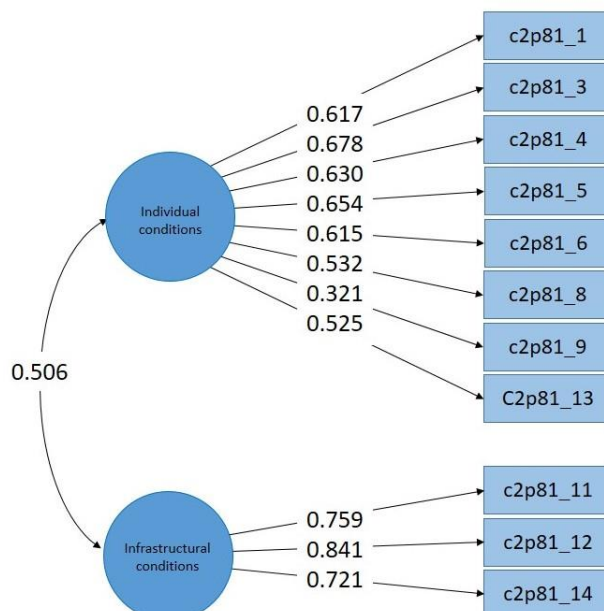 c2p81_1
c2p81_3
0.617
0.678
c2p81_4
0.630
0.654
c2p81_5
Individual
conditions
0.615
c2p81_6
0.532
0.321
c2p81_8
0.525
c2p81_9
0.506
C2p81_13
c2p81_11
0.759
Infrastructural
conditions
0.841
c2p81_12
0.721
c2p81_14